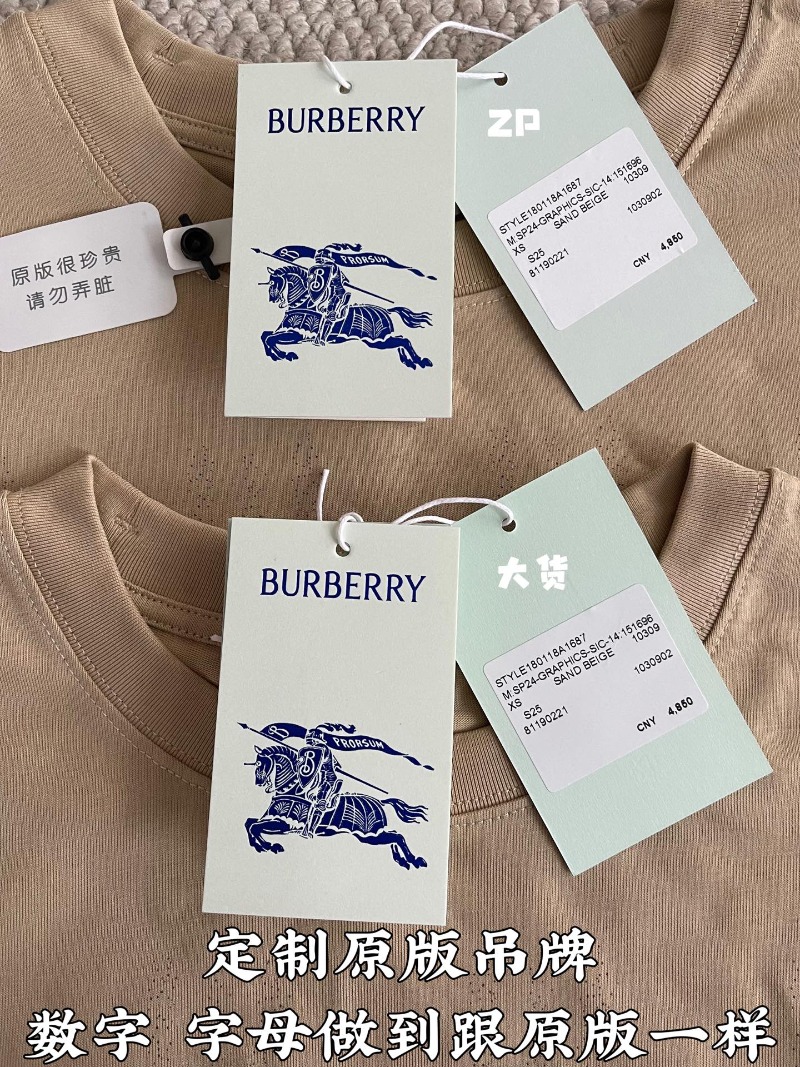 BURBERRY
ZP
PRORSUM
STYLE180118A1687
M.SP24-GRAPHICS-SIC-14:151696
XS SAND BEIGE 10309
S25 1030902
81190221
CNY 4,950
原版很珍贵
请勿弄脏
BURBERRY
大货
PRORSUM
STYLE180118A1687
M.SP24-GRAPHICS-SIC-14:151696
XS SAND BEIGE 10309
S25 1030902
81190221
CNY 4,950
定制原版吊牌
数字 字母做到跟原版一样